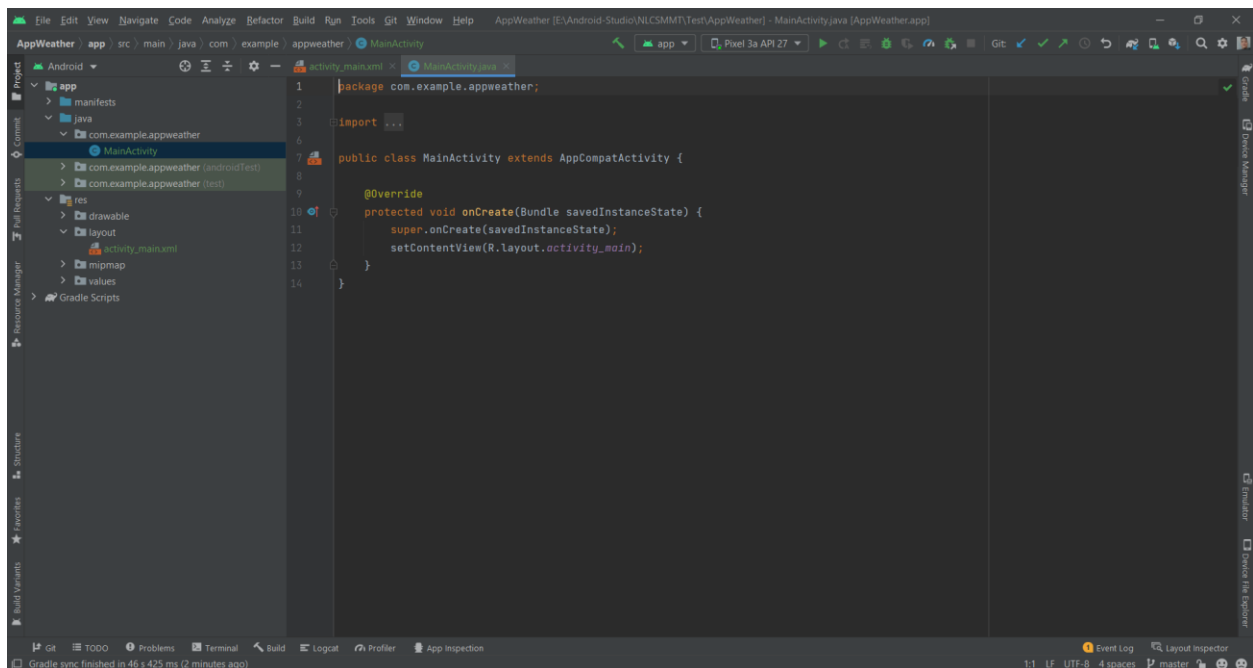 File Edit View Navigate Code Analyze Refactor Build Run Tools Git Window Help AppWeather [E:\Android-Studio\NLCSMMT\Test\AppWeather] - MainActivity.java [AppWeather.app]
AppWeather app src main java com example appweather MainActivity app Pixel 3a API 27 Git:
Project
Commit
Pull Requests
Resource Manager
Structure
Favorites
Build Variants
Android
app
manifests
java
com.example.appweather
MainActivity
com.example.appweather (androidTest)
com.example.appweather (test)
res
drawable
layout
activity_main.xml
mipmap
values
Gradle Scripts
activity_main.xml MainActivity.java
1 package com.example.appweather;
2
3 import ...
6
7 public class MainActivity extends AppCompatActivity {
8
9 @Override
10 protected void onCreate(Bundle savedInstanceState) {
11 super.onCreate(savedInstanceState);
12 setContentView(R.layout.activity_main);
13 }
14 }
Gradle
Device Manager
Emulator
Device File Explorer
Git TODO Problems Terminal Build Logcat Profiler App Inspection 1 Event Log Layout Inspector
Gradle sync finished in 46 s 425 ms (2 minutes ago) 1:1 LF UTF-8 4 spaces master